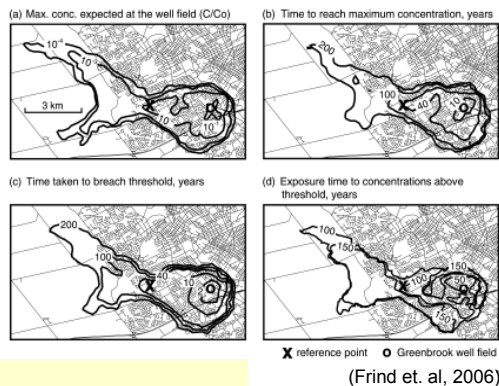 (a) Max. conc. expected at the well field (C/Co)
10⁻⁴
10
3 km
10
10
(b) Time to reach maximum concentration, years
200
100
40
10
(c) Time taken to breach threshold, years
200
100
40
10
(d) Exposure time to concentrations above
threshold, years
100
150
100
150
50
150
X reference point O Greenbrook well field
(Frind et. al, 2006)